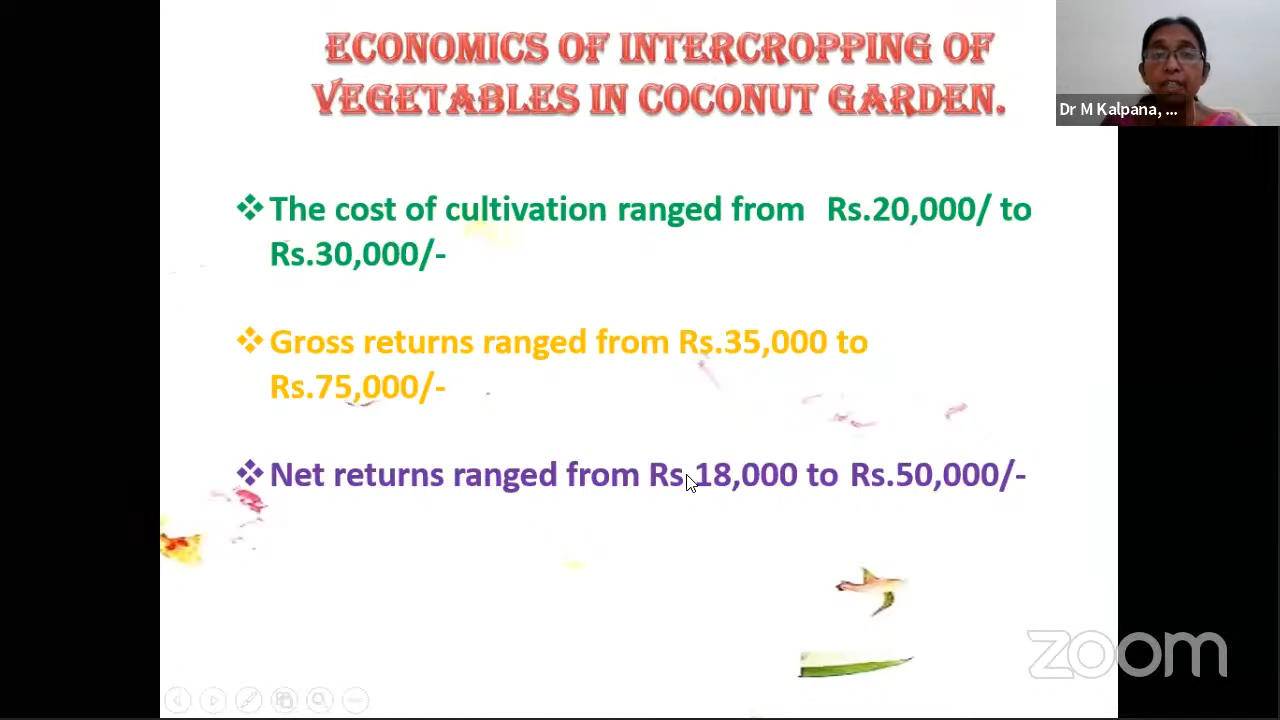 ECONOMICS OF INTERCROPPING OF
VEGETABLES IN COCONUT GARDEN.
Dr M Kalpana, ...
❖The cost of cultivation ranged from Rs.20,000/ to
Rs.30,000/-
❖Gross returns ranged from Rs.35,000 to
Rs.75,000/-
❖Net returns ranged from Rs.18,000 to Rs.50,000/-
zoom